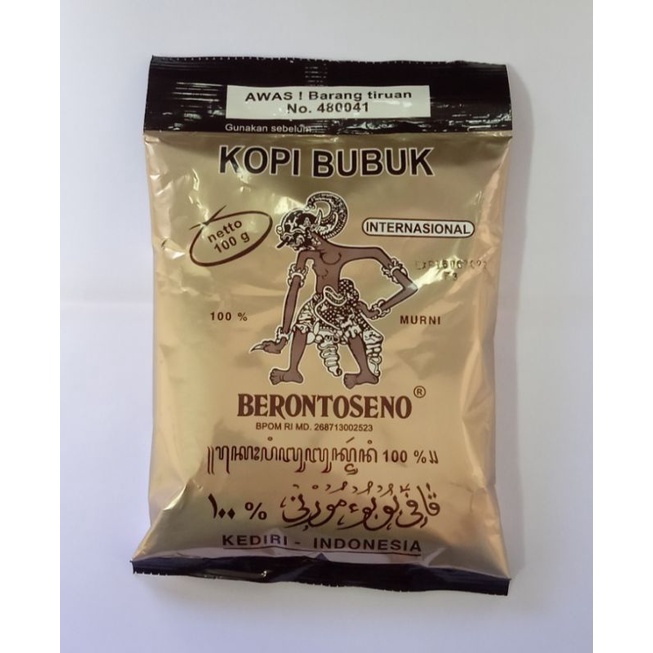 AWAS ! Barang tiruan
No. 480041
Gunakan sebelum
KOPI BUBUK
netto
100 g
INTERNASIONAL
100 % MURNI
BERONTOSENO®
BPOM RI MD. 268713002523
100 %
١٠٠ %
KEDIRI - INDONESIA